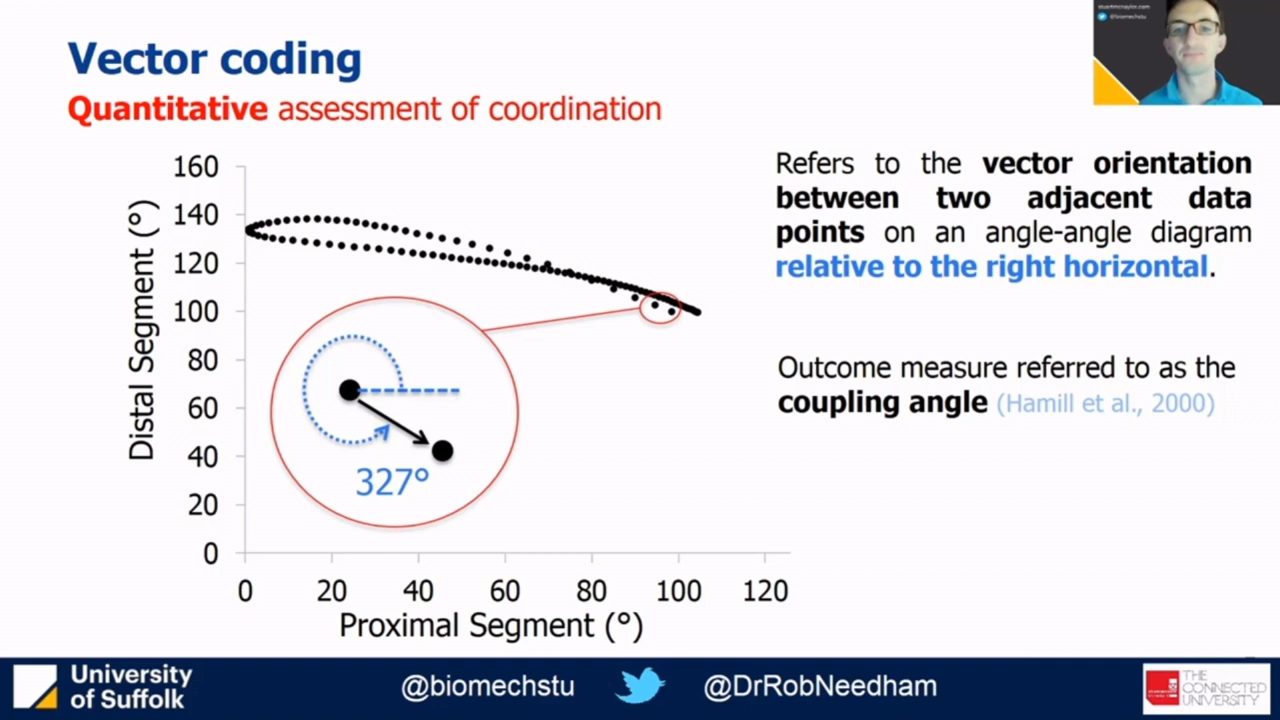 Vector coding
Quantitative assessment of coordination
@biomechstu
Refers to the vector orientation
between two adjacent data
points on an angle-angle diagram
relative to the right horizontal.
Outcome measure referred to as the
coupling angle (Hamill et al., 2000)
Distal Segment (°)
160
140
120
100
80
60
40
20
0
327°
0 20 40 60 80 100 120
Proximal Segment (°)
University
of Suffolk
@biomechstu
@DrRobNeedham
THE
CONNECTED
UNIVERSITY